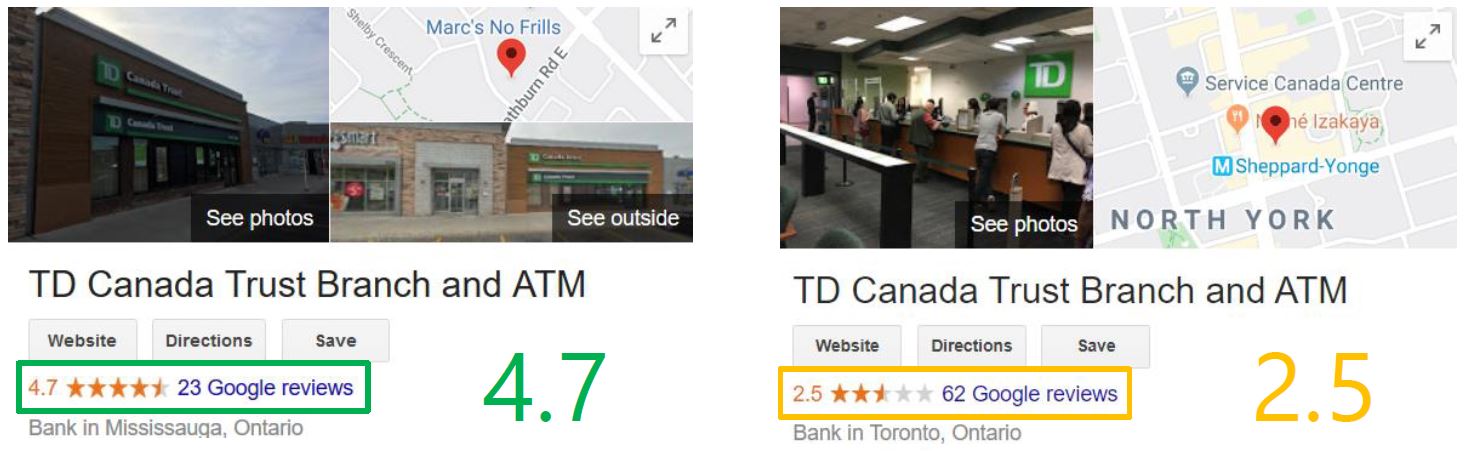 Shelby Crescent
Marc's No Frills
TD Canada Trust
TD Canada Trust
See photos
See outside
TD Canada Trust Branch and ATM
Website
Directions
Save
4.7 23 Google reviews
4.7
Bank in Mississauga, Ontario
TD
See photos
Service Canada Centre
Izakaya
M Sheppard-Yonge
NORTH YORK
TD Canada Trust Branch and ATM
Website
Directions
Save
2.5 62 Google reviews
2.5
Bank in Toronto, Ontario